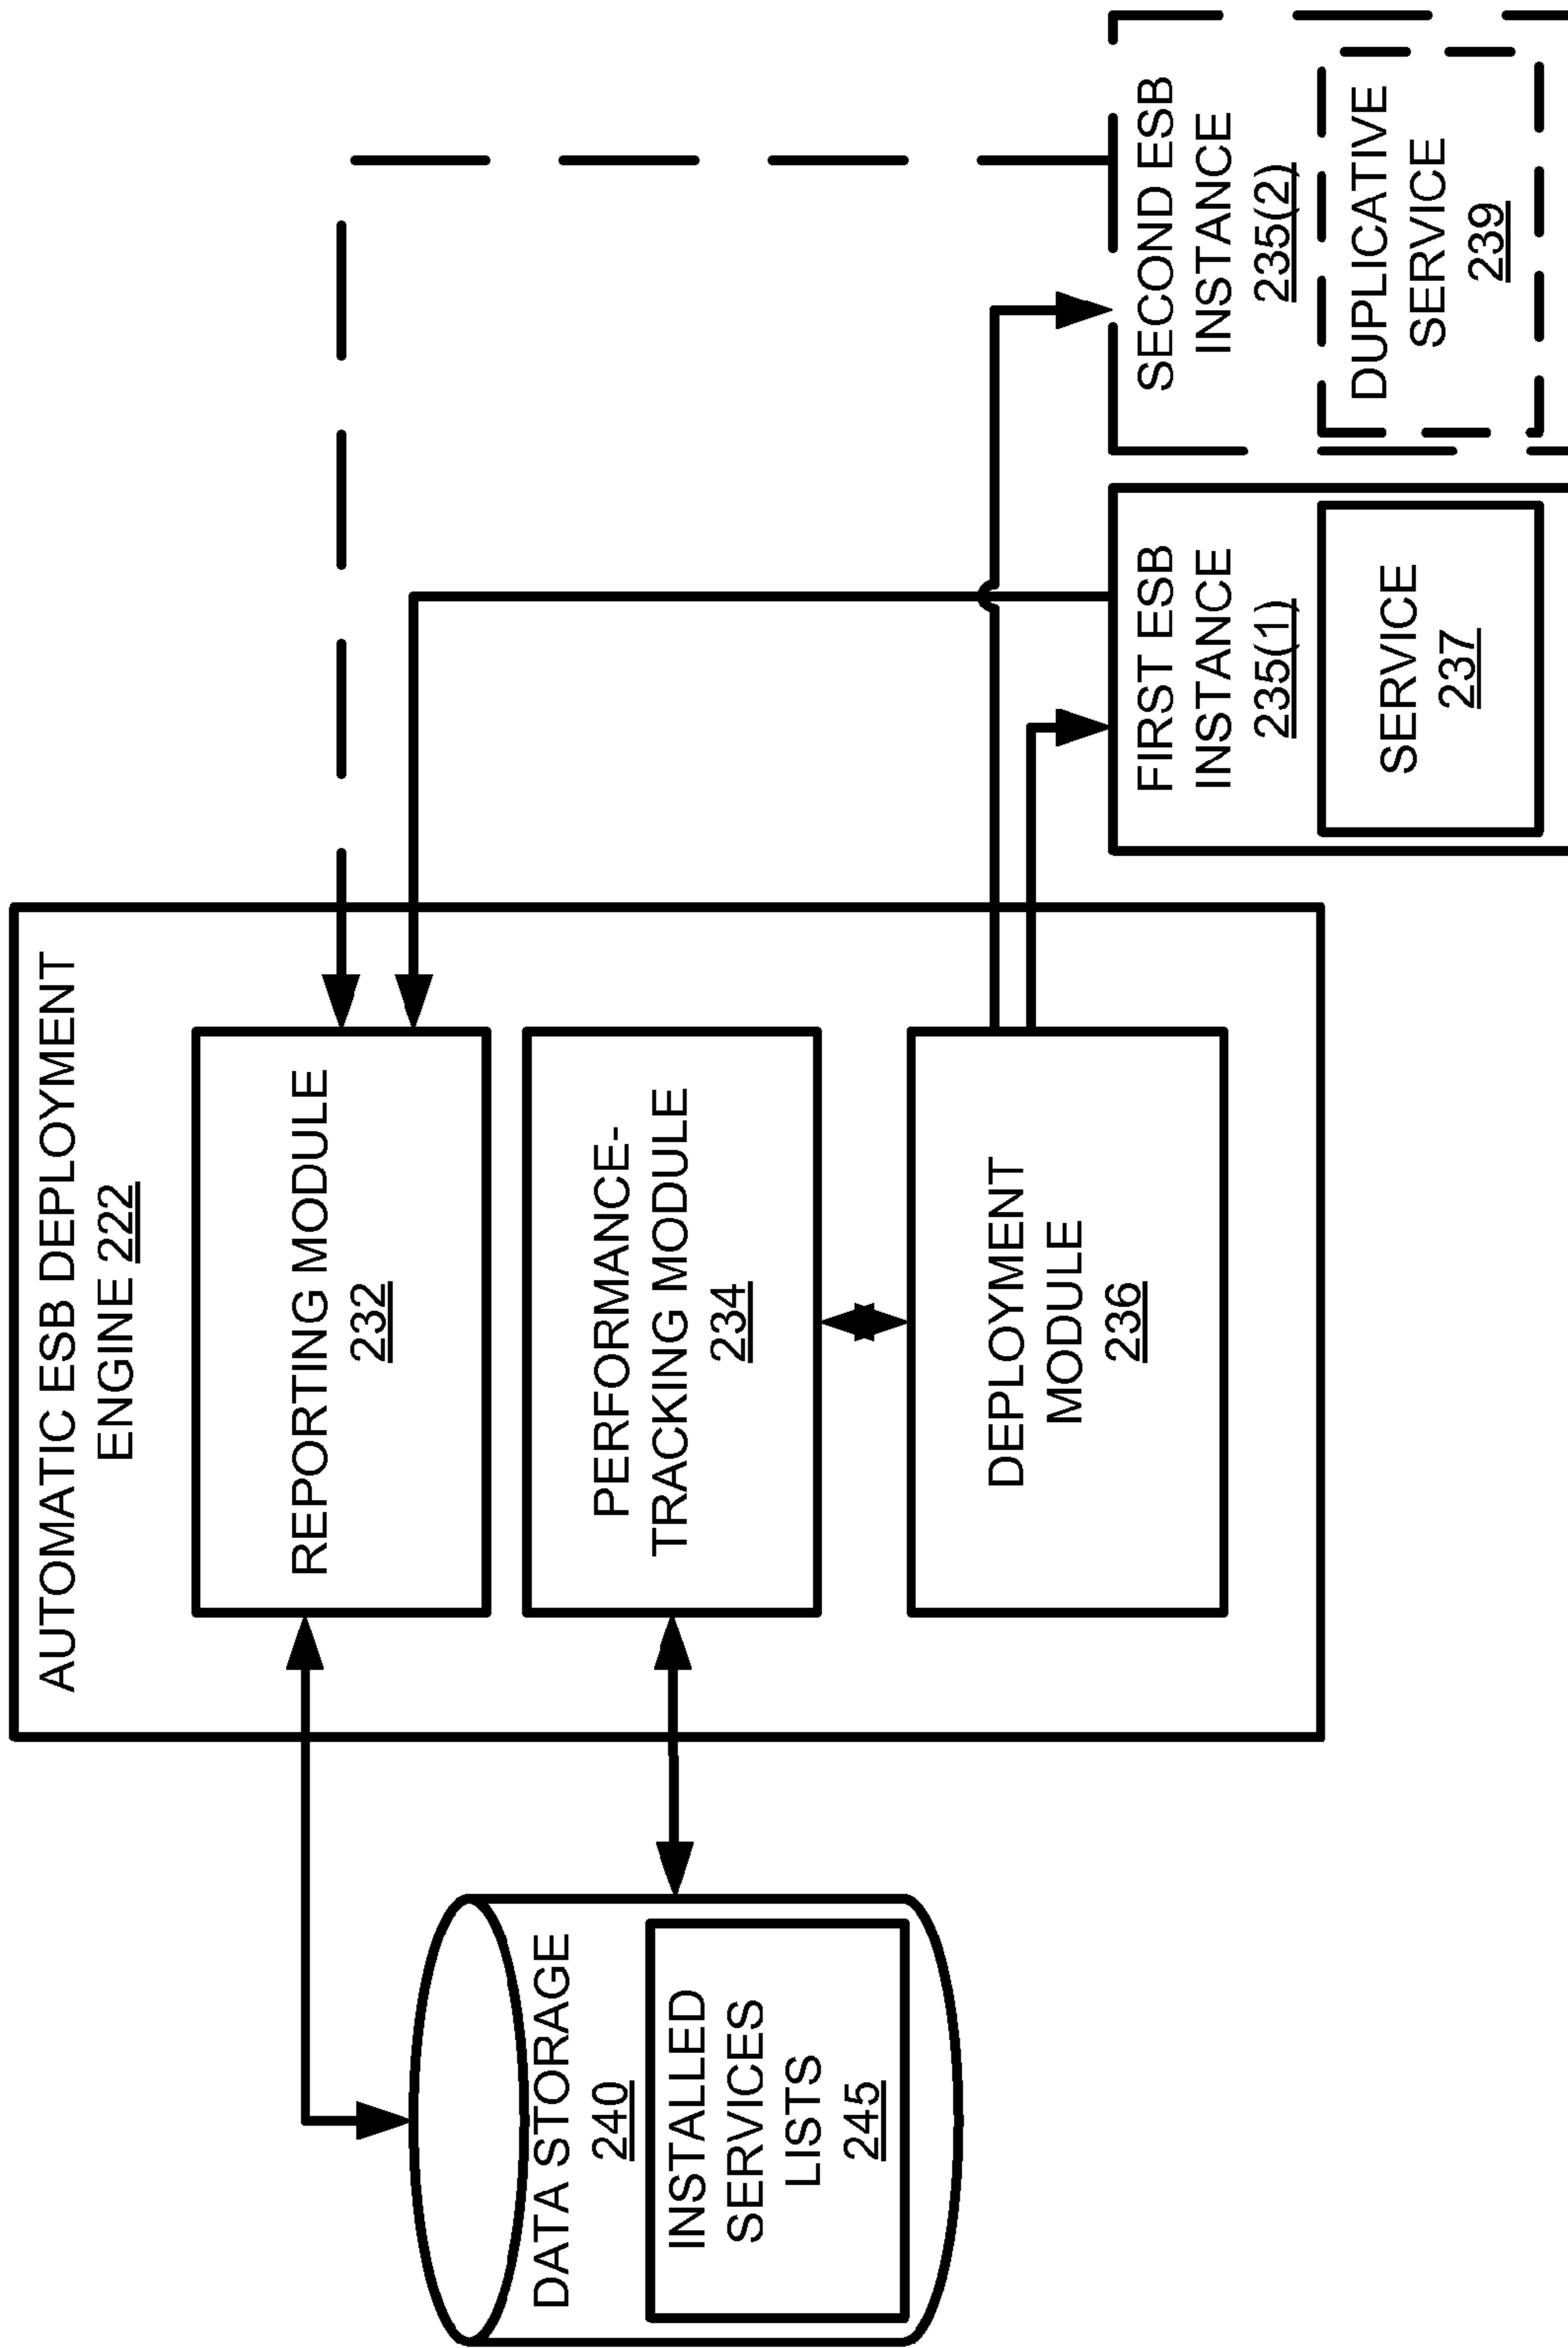 AUTOMATIC ESB DEPLOYMENT
ENGINE 222
REPORTING MODULE
232
PERFORMANCE-
TRACKING MODULE
234
DEPLOYMENT
MODULE
236
DATA STORAGE
240
INSTALLED
SERVICES
LISTS
245
FIRST ESB
INSTANCE
235(1)
SERVICE
237
SECOND ESB
INSTANCE
235(2)
DUPLICATIVE
SERVICE
239